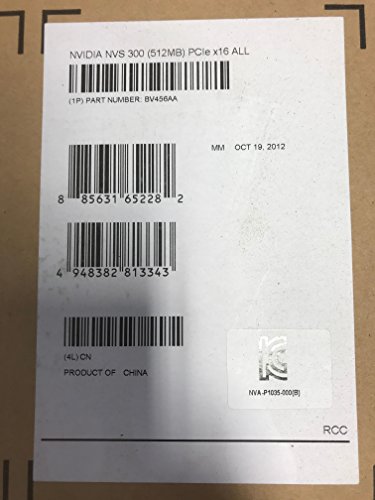 NVIDIA NVS 300 (512MB) PCIe x16 ALL
(1P) PART NUMBER: BV456AA
MM OCT 19, 2012
8 85631 65228 2
4 948382 813343
(4L) CN
PRODUCT OF CHINA
NVA-P1035-000(B)
RCC